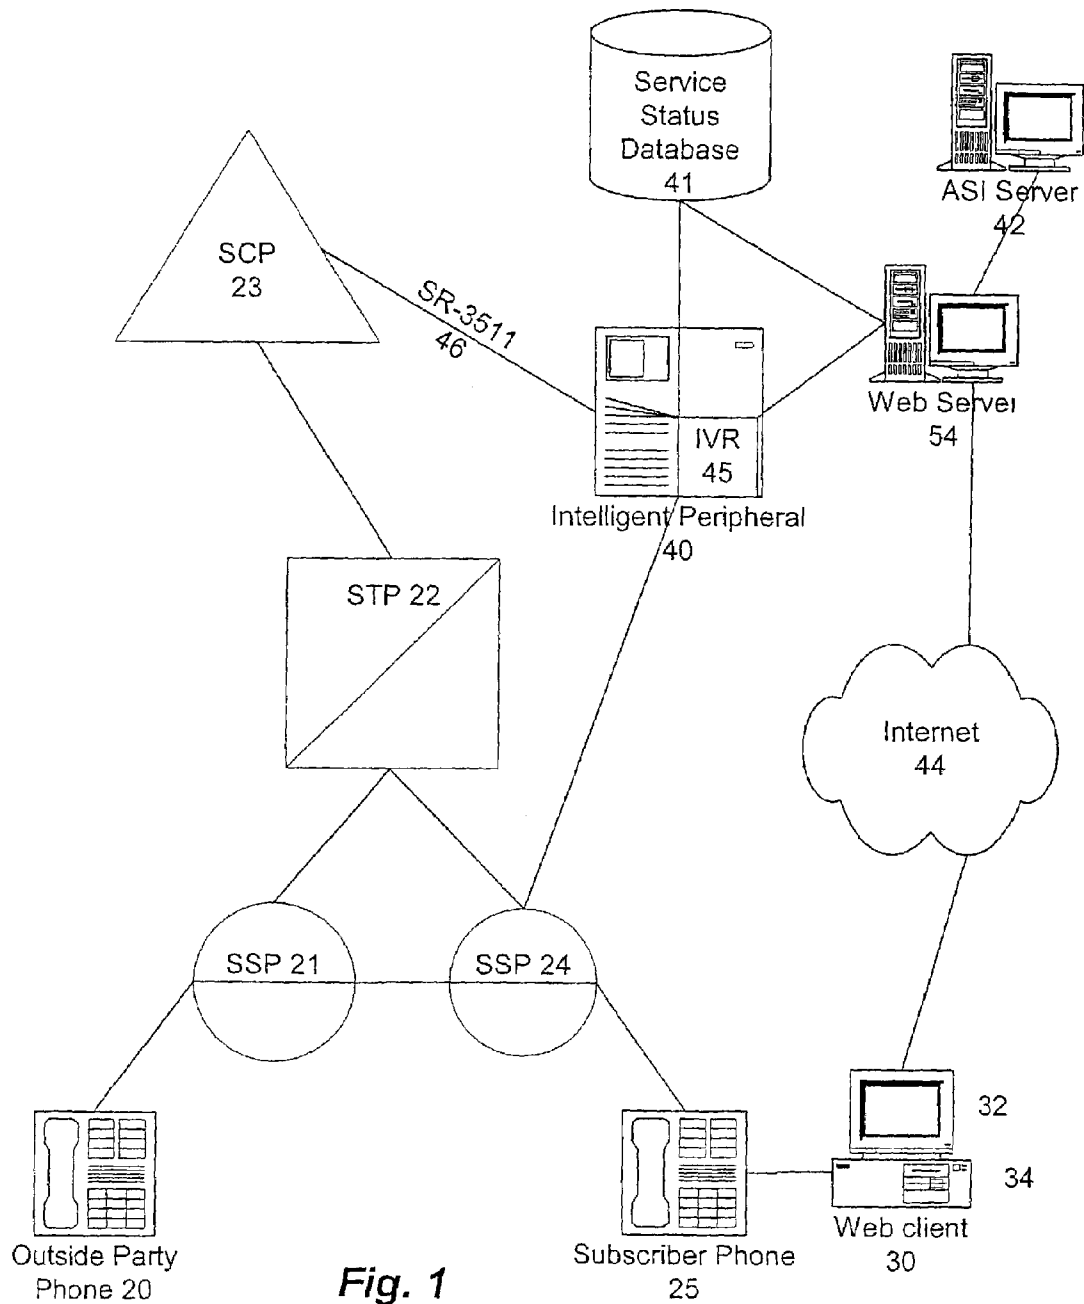 Service
Status
Database
41
ASI Server
42
SCP
23
SR-3511
46
Web Server
54
IVR
45
Intelligent Peripheral
40
STP 22
Internet
44
SSP 21
SSP 24
32
34
Web client
30
Outside Party
Phone 20
Subscriber Phone
25
Fig. 1